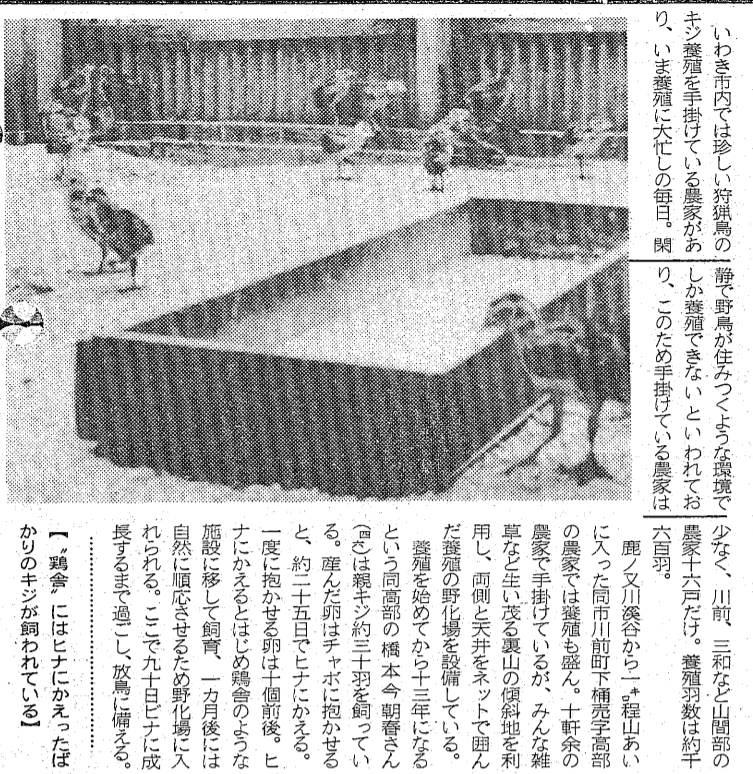 いわき市内では珍しい狩猟鳥の
キジ養殖を手掛けている農家があ
り、いま養殖に大忙しの毎日。閑
静で野鳥が住みつくような環境で
しか養殖できないといわれてお
り、このため手掛けている農家は
少なく、川前、三和など山間部の
農家十六戸だけ。養殖羽数は約千
六百羽。
鹿ノ又川渓谷から一㌔程山あい
に入った同市川前町下桶売字高部
の農家では養殖も盛ん。十軒余の
農家で手掛けているが、みんな雑
草など生い茂る裏山の傾斜地を利
用し、両側と天井をネットで囲ん
だ養殖の野化場を設備している。
養殖を始めてから十三年になる
という同高部の橋本今朝春さん
は親キジ約三十羽を飼ってい
る。産んだ卵はチャボに抱かせる
と、約二十五日でヒナにかえる。
一度に抱かせる卵は十個前後。ヒ
ナにかえるとはじめ鶏舎のような
施設に移して飼育、一カ月後には
自然に順応させるため野化場に入
れられる。ここで九十日ビナに成
長するまで過ごし、放鳥に備える。
【〝鶏舎〟にはヒナにかえったば
かりのキジが飼われている】